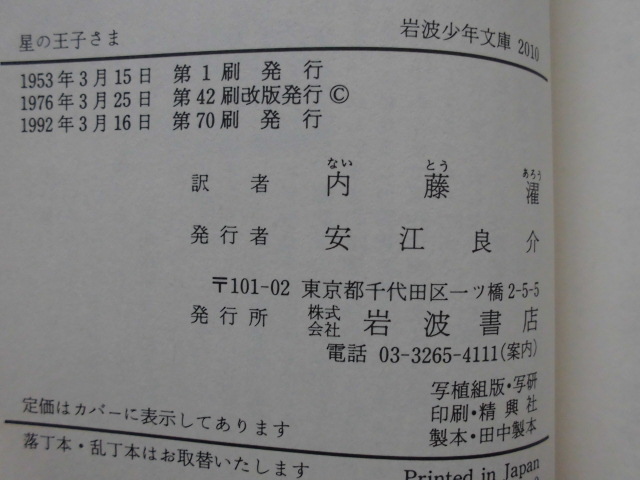 星の王子さま
岩波少年文庫 2010
1953年3月15日 第1刷発行
1976年3月25日 第42刷改版発行©
1992年3月16日 第70刷発行
ない とう あろう
訳者 内藤濯
発行者 安江良介
〒101-02 東京都千代田区一ツ橋2-5-5
発行所 株式会社 岩波書店
電話 03-3265-4111(案内)
写植組版・写研
印刷・精興社
製本・田中製本
定価はカバーに表示してあります
落丁本・乱丁本はお取替いたします
Printed in Japan